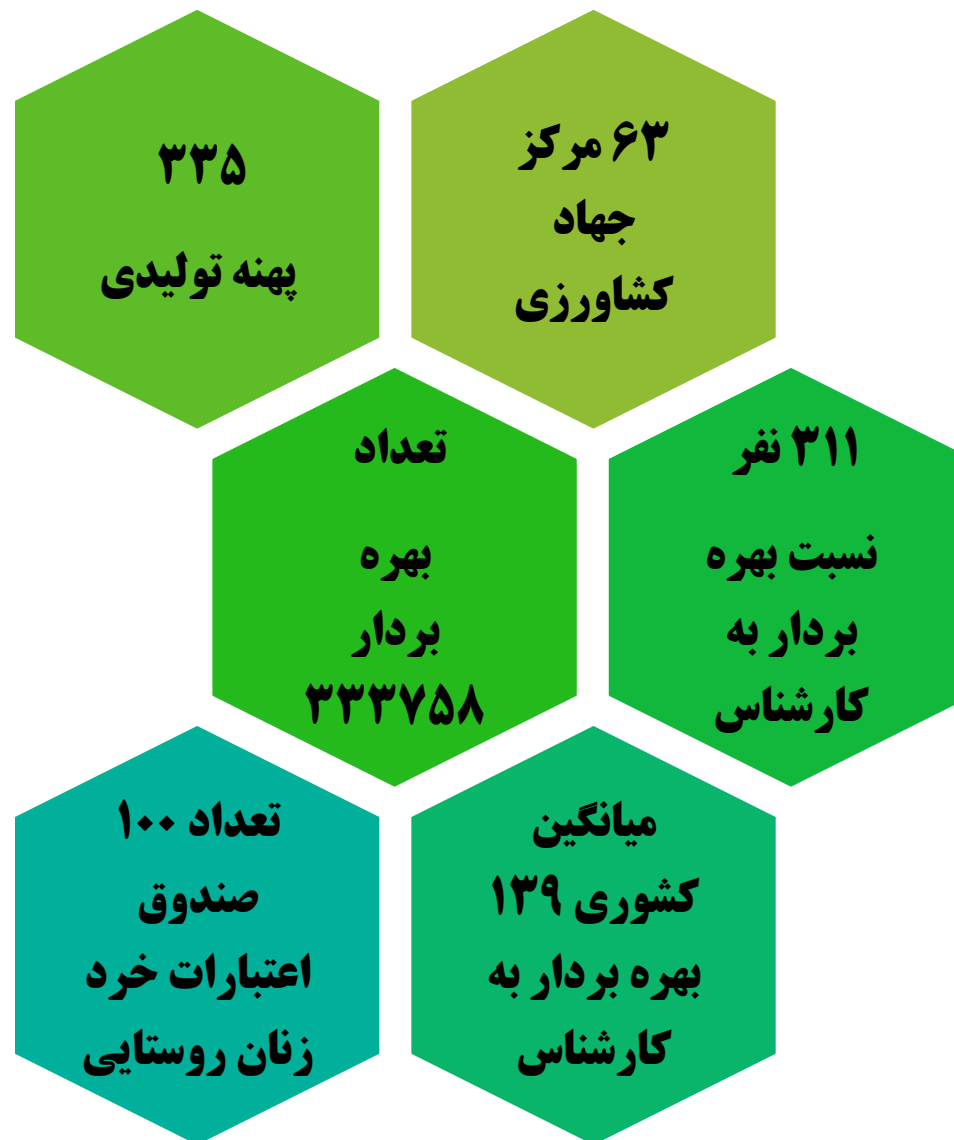 ۶۳ مرکز
جهاد
کشاورزی
۳۳۵
پهنه تولیدی
۳۱۱ نفر
نسبت بهره
بردار به
کارشناس
تعداد
بهره
بردار
۳۳۳۷۵۸
میانگین
کشوری ۱۳۹
بهره بردار به
کارشناس
تعداد ۱۰۰
صندوق
اعتبارات خرد
زنان روستایی